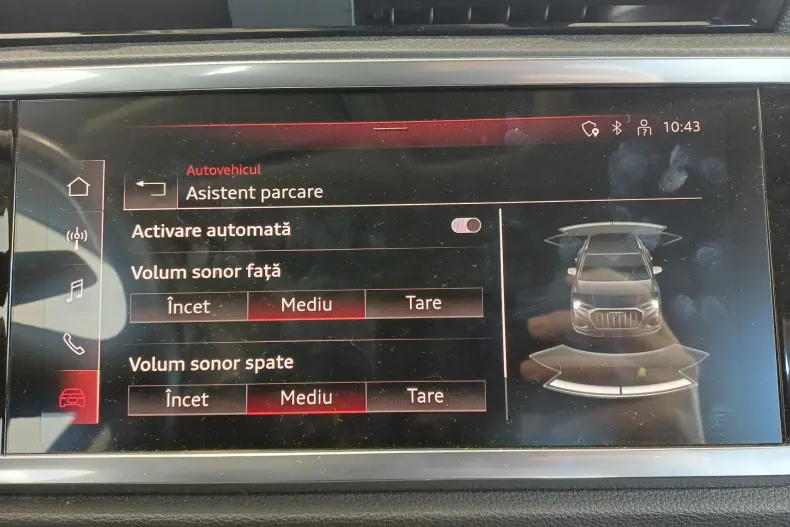 10:43
Autovehicul
Asistent parcare
Activare automată
Volum sonor față
Încet Mediu Tare
Volum sonor spate
Încet Mediu Tare